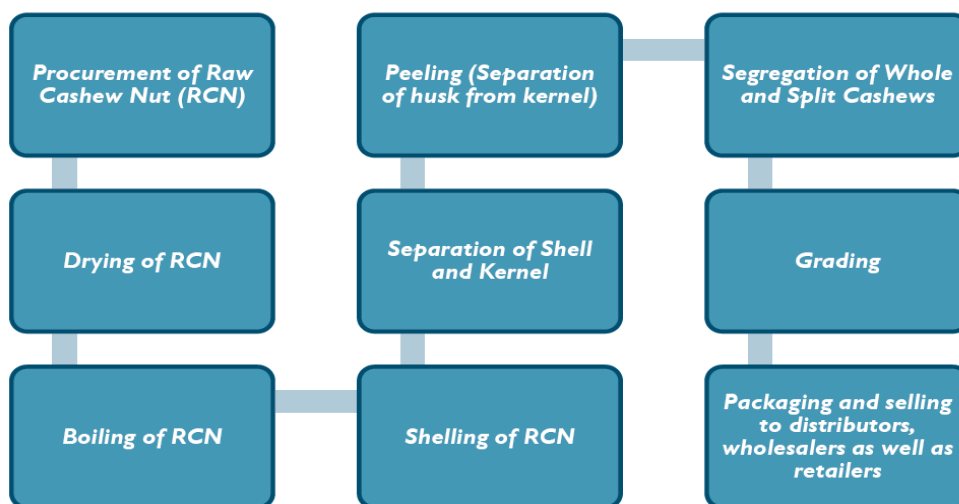 Procurement of Raw
Cashew Nut (RCN)
Drying of RCN
Boiling of RCN
Shelling of RCN
Separation of Shell
and Kernel
Peeling (Separation
of husk from kernel)
Segregation of Whole
and Split Cashews
Grading
Packaging and selling
to distributors,
wholesalers as well as
retailers